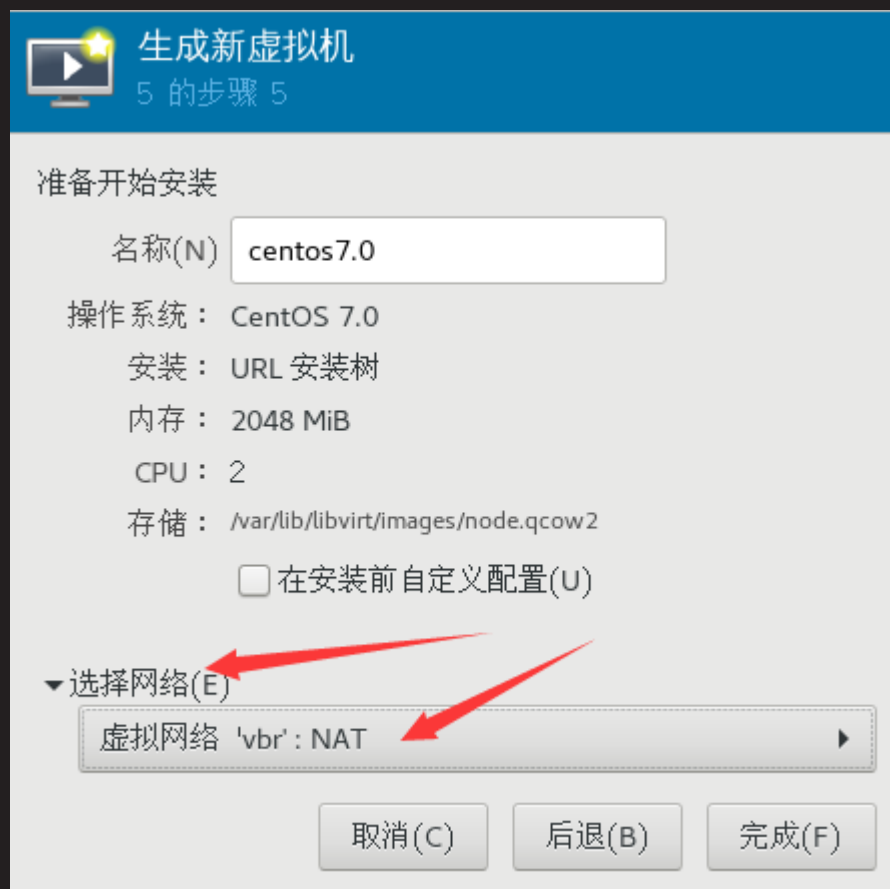 生成新虚拟机
5 的步骤 5
准备开始安装
名称(N) centos7.0
操作系统： CentOS 7.0
安装： URL 安装树
内存： 2048 MiB
CPU： 2
存储： /var/lib/libvirt/images/node.qcow2
在安装前自定义配置(U)
选择网络(E)
虚拟网络 'vbr' : NAT
取消(C) 后退(B) 完成(F)